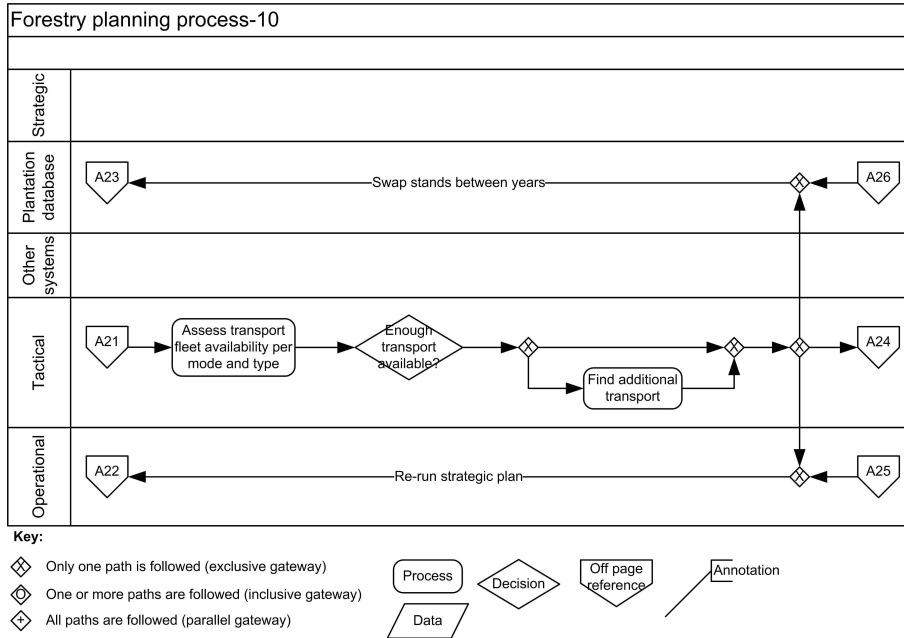 Forestry planning process-10
Strategic
Plantation
database
A23
Swap stands between years
A26
Other
systems
Tactical
A21
Assess transport
fleet availability per
mode and type
Enough
transport
available?
Find additional
transport
A24
Operational
A22
Re-run strategic plan
A25
Key:
Only one path is followed (exclusive gateway)
One or more paths are followed (inclusive gateway)
All paths are followed (parallel gateway)
Process
Data
Decision
Off page
reference
Annotation